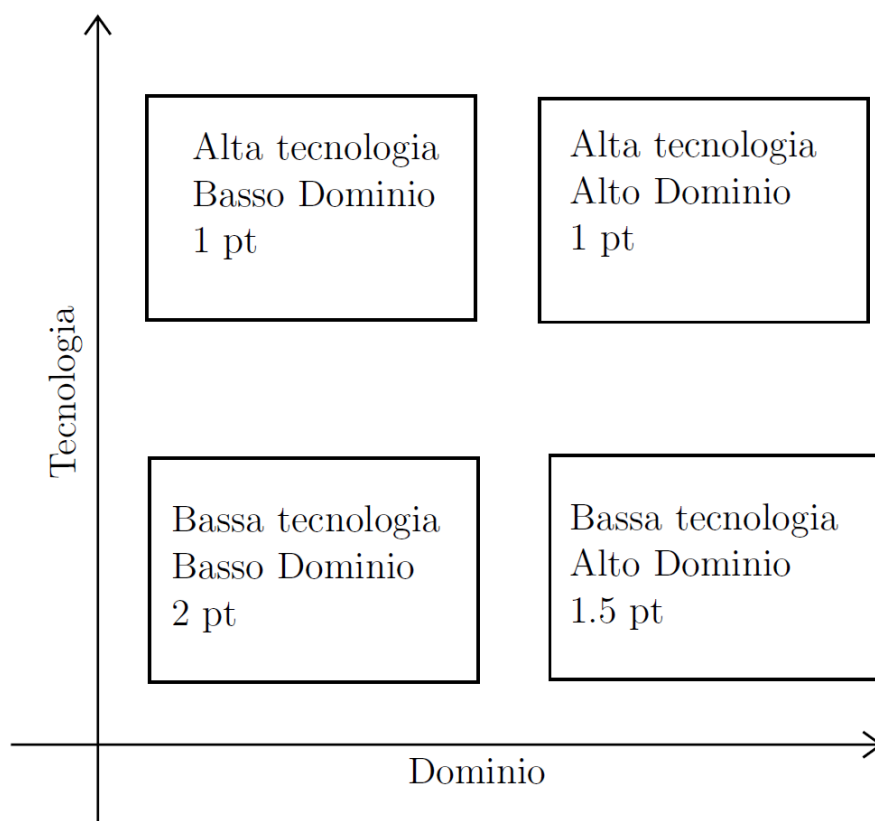 Alta tecnologia
Basso Dominio
1 pt
Alta tecnologia
Alto Dominio
1 pt
Tecnologia
Bassa tecnologia
Basso Dominio
2 pt
Bassa tecnologia
Alto Dominio
1.5 pt
Dominio